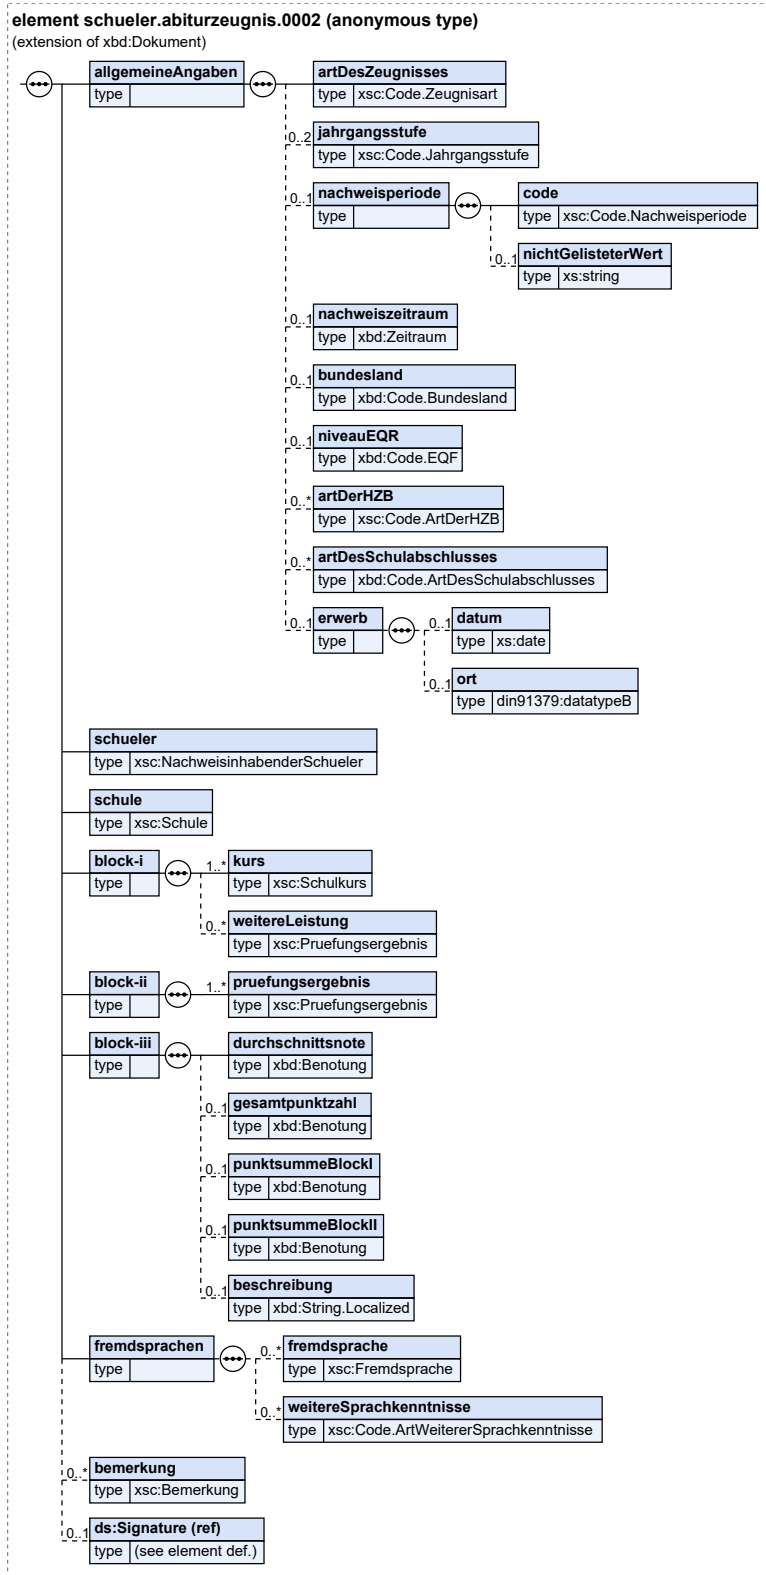 element schueler.abiturzeugnis.0002 (anonymous type)
(extension of xbd:Dokument)
allgemeineAngaben
type
artDesZeugnisses
type xsc:Code.Zeugnisart
0..2 jahrgangsstufe
type xsc:Code.Jahrgangsstufe
0..1 nachweisperiode
type
code
type xsc:Code.Nachweisperiode
0..1 nichtGelisteterWert
type xs:string
0..1 nachweiszeitraum
type xbd:Zeitraum
0..1 bundesland
type xbd:Code.Bundesland
0..1 niveauEQR
type xbd:Code.EQF
0..* artDerHZB
type xsc:Code.ArtDerHZB
0..* artDesSchulabschlusses
type xbd:Code.ArtDesSchulabschlusses
0..1 erwerb
type
0..1 datum
type xs:date
0..1 ort
type din91379:datatypeB
schueler
type xsc:NachweisinhabenderSchueler
schule
type xsc:Schule
block-i
type
1..* kurs
type xsc:Schulkurs
0..* weitereLeistung
type xsc:Pruefungsergebnis
block-ii
type
1..* pruefungsergebnis
type xsc:Pruefungsergebnis
block-iii
type
durchschnittsnote
type xbd:Benotung
0..1 gesamtpunktzahl
type xbd:Benotung
0..1 punktsummeBlockI
type xbd:Benotung
0..1 punktsummeBlockII
type xbd:Benotung
0..1 beschreibung
type xbd:String.Localized
fremdsprachen
type
0..* fremdsprache
type xsc:Fremdsprache
0..* weitereSprachkenntnisse
type xsc:Code.ArtWeitererSprachkenntnisse
0..* bemerkung
type xsc:Bemerkung
0..1 ds:Signature (ref)
type (see element def.)